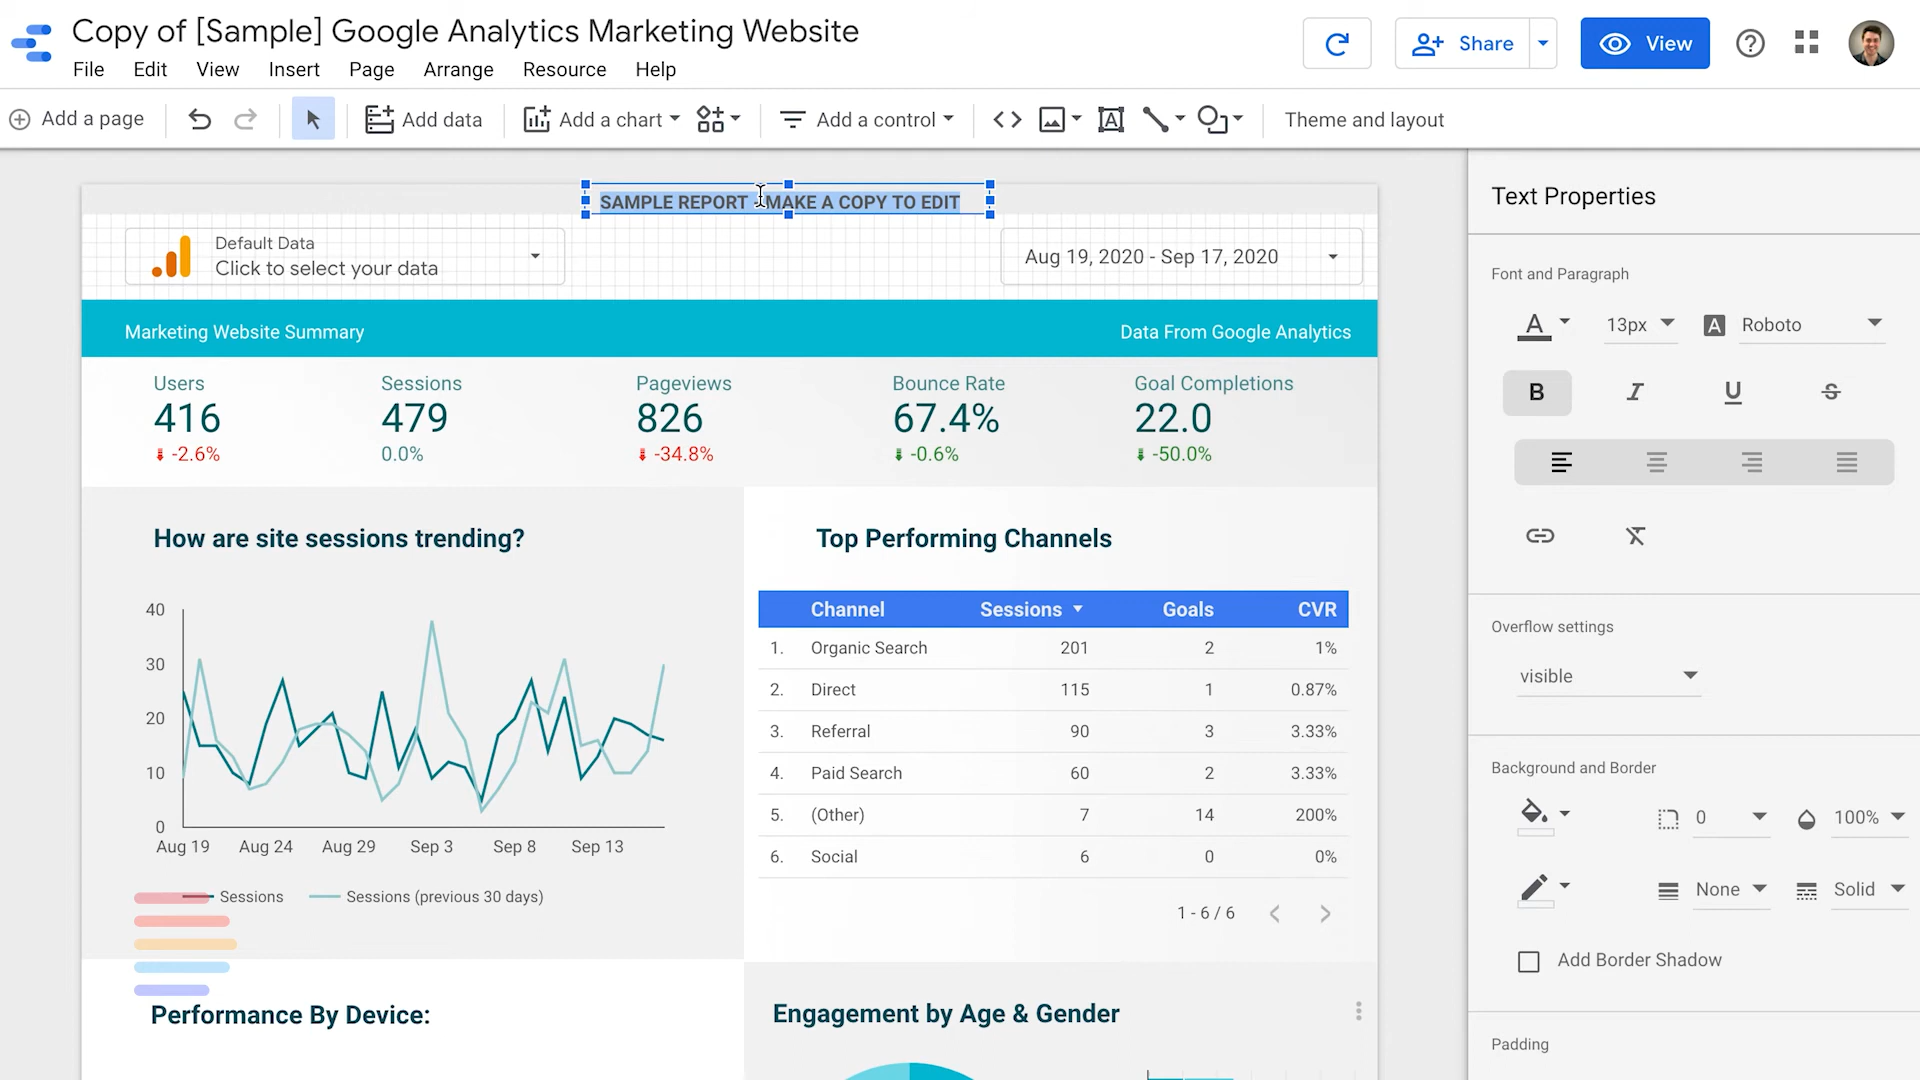 Copy of [Sample] Google Analytics Marketing Website
File Edit View Insert Page Arrange Resource Help
Share
View
Add a page
Add data
Add a chart
Add a control
Theme and layout
SAMPLE REPORT - MAKE A COPY TO EDIT
Default Data
Click to select your data
Aug 19, 2020 - Sep 17, 2020
Marketing Website Summary
Data From Google Analytics
Users
416
-2.6%
Sessions
479
0.0%
Pageviews
826
-34.8%
Bounce Rate
67.4%
-0.6%
Goal Completions
22.0
-50.0%
How are site sessions trending?
40
30
20
10
0
Aug 19 Aug 24 Aug 29 Sep 3 Sep 8 Sep 13
Sessions Sessions (previous 30 days)
Top Performing Channels
Channel Sessions Goals CVR
1. Organic Search 201 2 1%
2. Direct 115 1 0.87%
3. Referral 90 3 3.33%
4. Paid Search 60 2 3.33%
5. (Other) 7 14 200%
6. Social 6 0 0%
1 - 6 / 6
Performance By Device:
Engagement by Age & Gender
Text Properties
Font and Paragraph
A 13px A Roboto
B I U S
Overflow settings
visible
Background and Border
0 100%
None Solid
Add Border Shadow
Padding